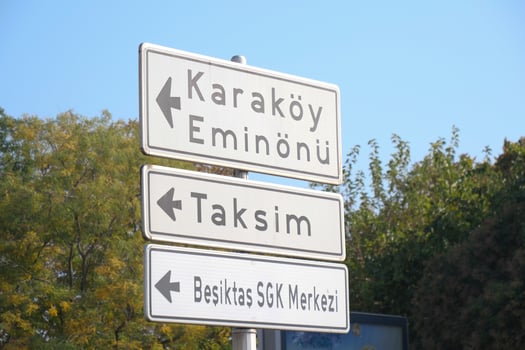 Karaköy
Eminönü
Taksim
Beşiktaş SGK Merkezi